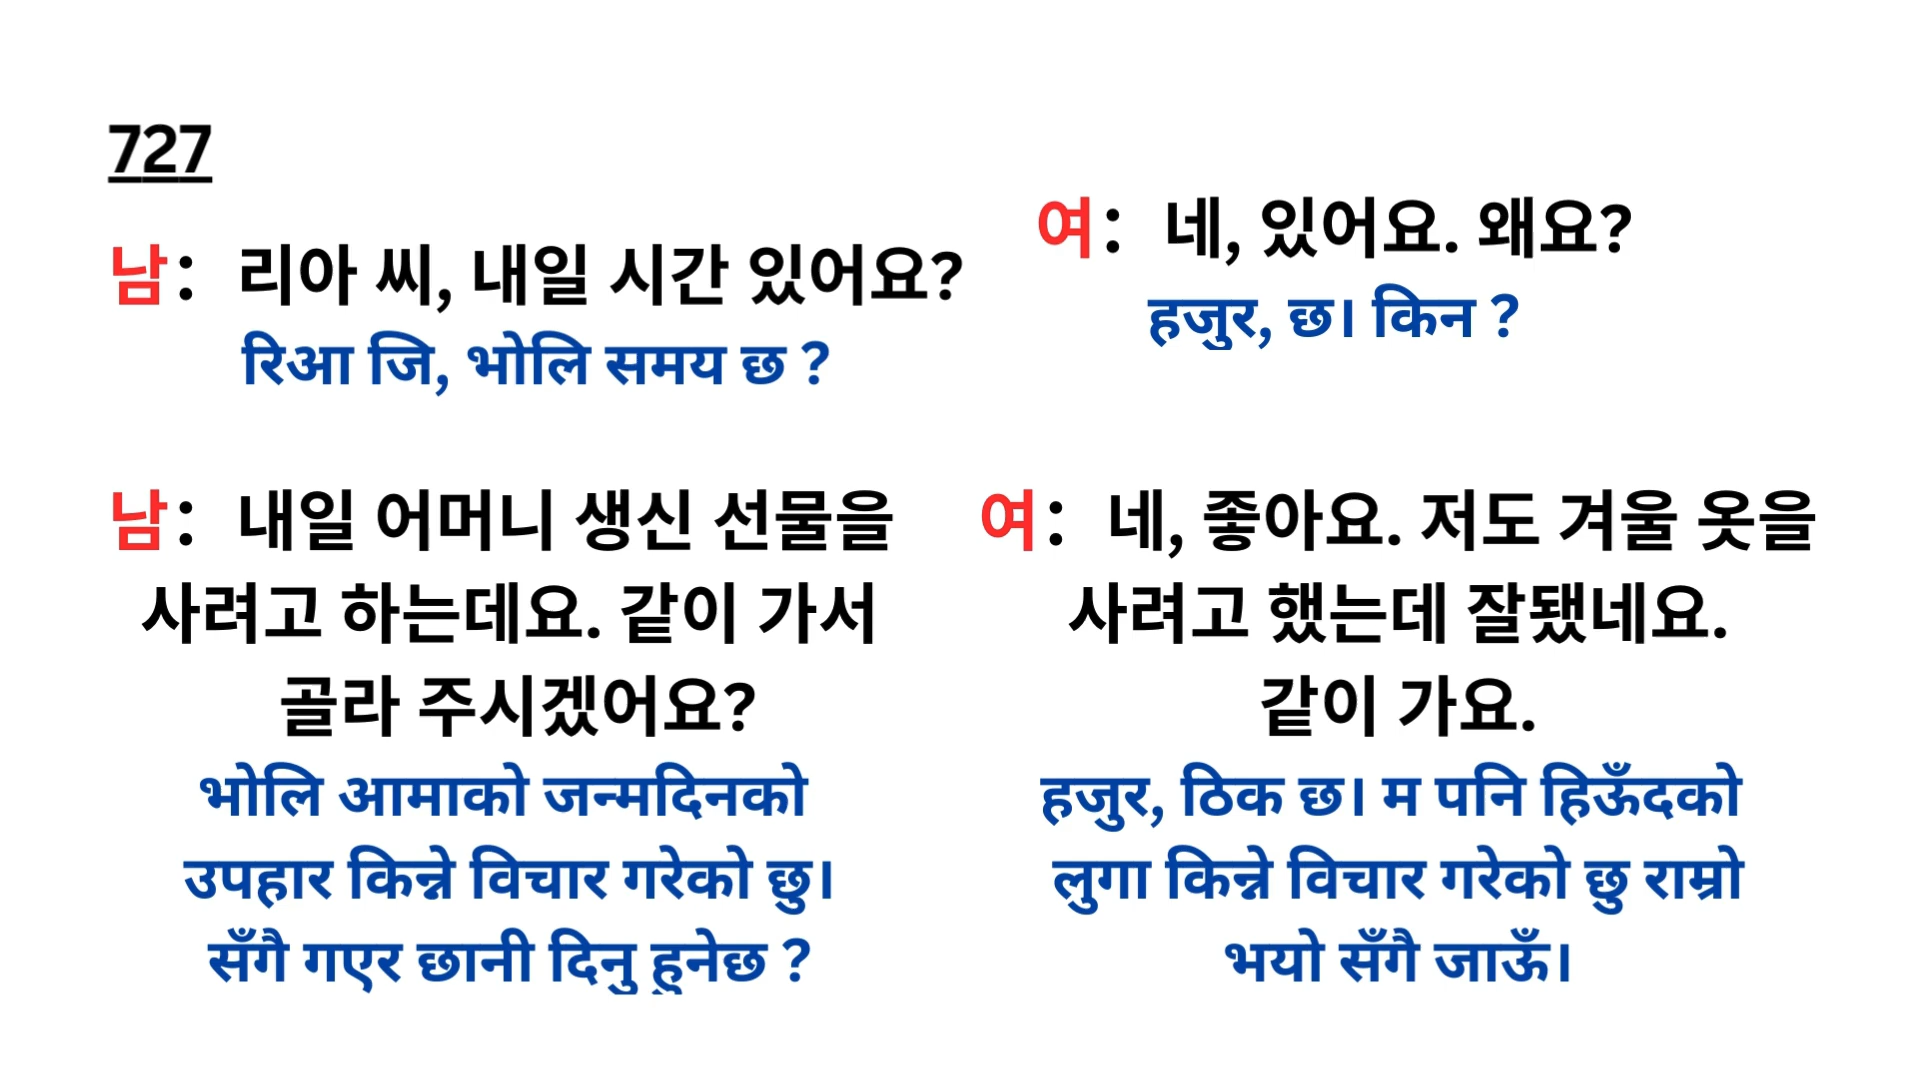 727
남: 리아 씨, 내일 시간 있어요?
रिआ जि, भोलि समय छ ?
여: 네, 있어요. 왜요?
हजुर, छ। किन ?
남: 내일 어머니 생신 선물을
사려고 하는데요. 같이 가서
골라 주시겠어요?
भोलि आमाको जन्मदिनको
उपहार किन्ने विचार गरेको छु।
सँगै गएर छानी दिनु हुनेछ ?
여: 네, 좋아요. 저도 겨울 옷을
사려고 했는데 잘됐네요.
같이 가요.
हजुर, ठिक छ। म पनि हिउँदको
लुगा किन्ने विचार गरेको छु राम्रो
भयो सँगै जाऊँ।